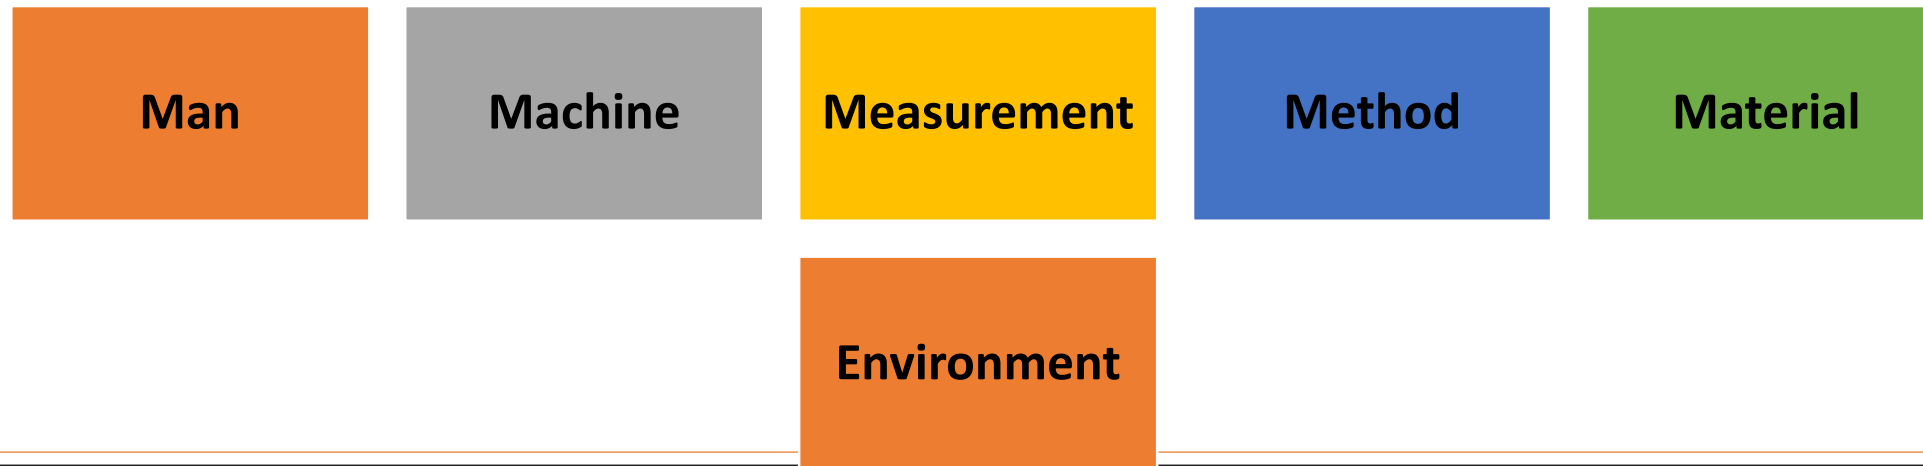 Man
Machine
Measurement
Method
Material
Environment